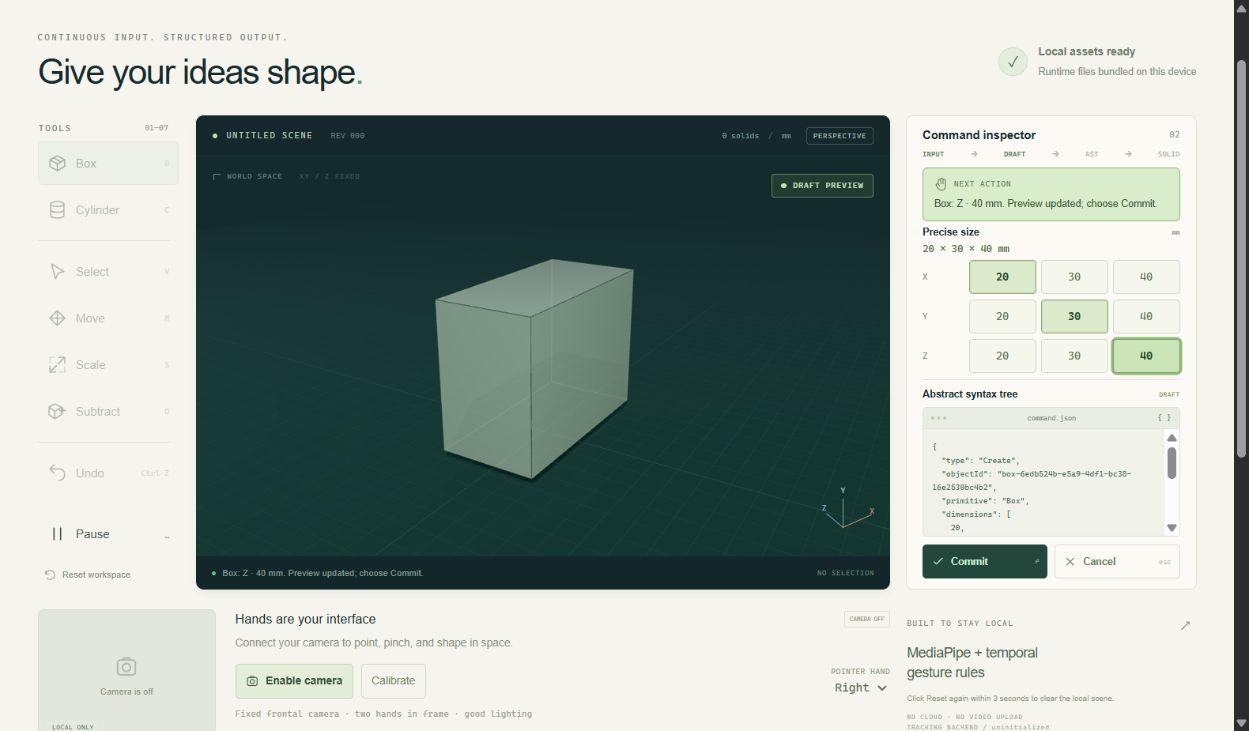 CONTINUOUS INPUT. STRUCTURED OUTPUT.
Give your ideas shape.
Local assets ready
Runtime files bundled on this device
TOOLS 01—07
Box B
Cylinder C
Select V
Move M
Scale S
Subtract D
Undo Ctrl Z
Pause
Reset workspace
UNTITLED SCENE REV 000
0 solids / mm PERSPECTIVE
WORLD SPACE XY / Z FIXED
DRAFT PREVIEW
Y
Z
X
Box: Z · 40 mm. Preview updated; choose Commit.
NO SELECTION
Command inspector 02
INPUT → DRAFT → AST → SOLID
NEXT ACTION
Box: Z · 40 mm. Preview updated; choose Commit.
Precise size mm
20 × 30 × 40 mm
X 20 30 40
Y 20 30 40
Z 20 30 40
Abstract syntax tree DRAFT
command.json { }
{
"type": "Create",
"objectId": "box-6edb524b-e5a9-4df1-bc38-
16e2530bc4b2",
"primitive": "Box",
"dimensions": [
20,
Commit
Cancel esc
Camera is off
LOCAL ONLY
Hands are your interface
CAMERA OFF
Connect your camera to point, pinch, and shape in space.
Enable camera
Calibrate
POINTER HAND
Right
Fixed frontal camera · two hands in frame · good lighting
BUILT TO STAY LOCAL
MediaPipe + temporal
gesture rules
Click Reset again within 3 seconds to clear the local scene.
NO CLOUD · NO VIDEO UPLOAD
TRACKING BACKEND / uninitialized